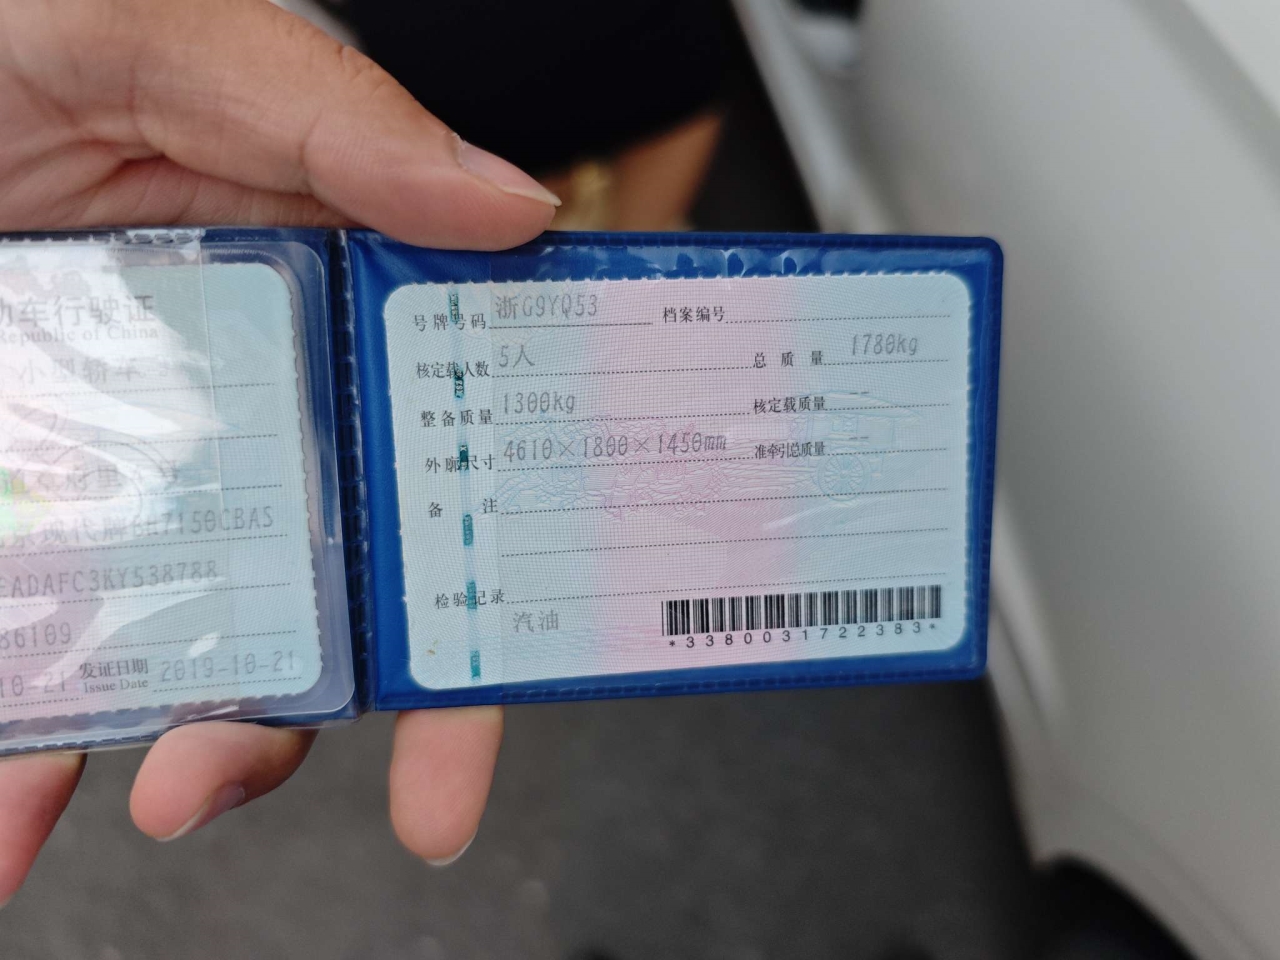 动车行驶证
Republic of China
小型轿车
现代牌BH7150CBAS
EADAFC3KY538788
86109
10-21 发证日期 2019-10-21
Issue Date
号牌号码 浙G9YQ53 档案编号
核定载人数 5人 总质量 1780kg
整备质量 1300kg 核定载质量 --
外廓尺寸 4610×1800×1450mm 准牵引总质量 --
备注
检验记录
汽油
*3380031722383*